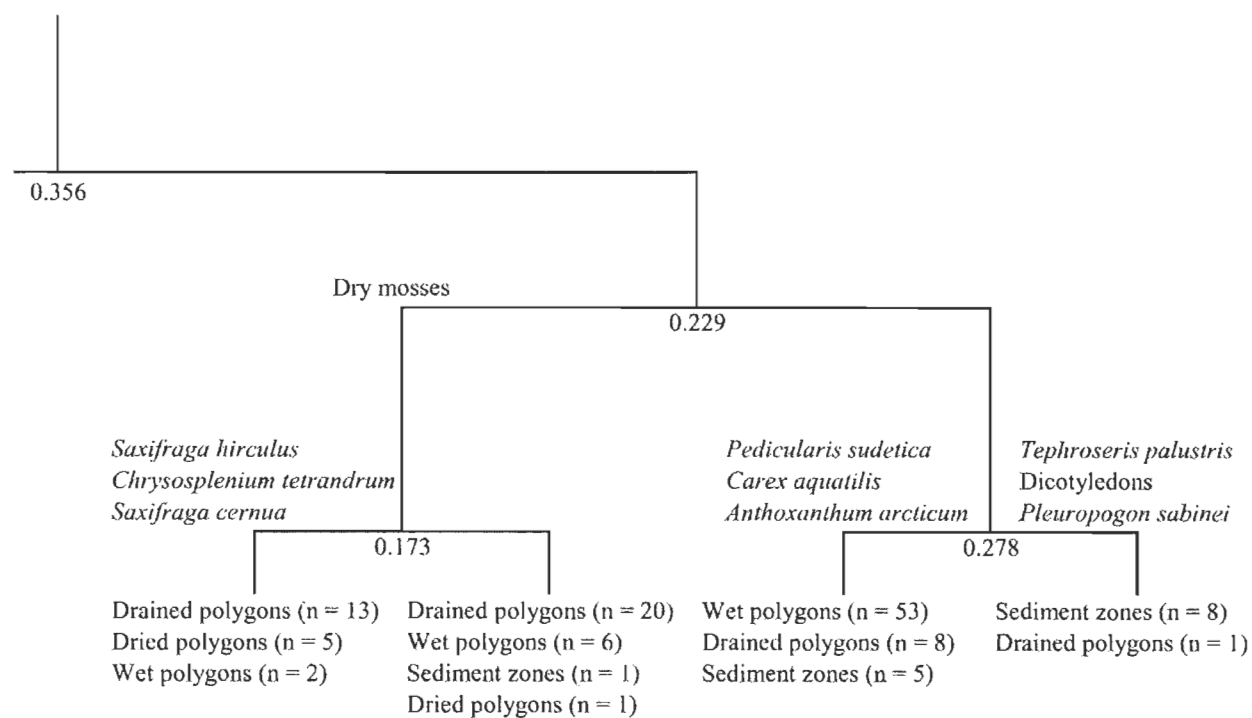 0.356
Dry mosses
0.229
Saxifraga hirculus
Chrysosplenium tetrandrum
Saxifraga cernua
Pedicularis sudetica
Carex aquatilis
Anthoxanthum arcticum
Tephroseris palustris
Dicotyledons
Pleuropogon sabinei
0.173
0.278
Drained polygons (n = 13)
Dried polygons (n = 5)
Wet polygons (n = 2)
Drained polygons (n = 20)
Wet polygons (n = 6)
Sediment zones (n = 1)
Dried polygons (n = 1)
Wet polygons (n = 53)
Drained polygons (n = 8)
Sediment zones (n = 5)
Sediment zones (n = 8)
Drained polygons (n = 1)